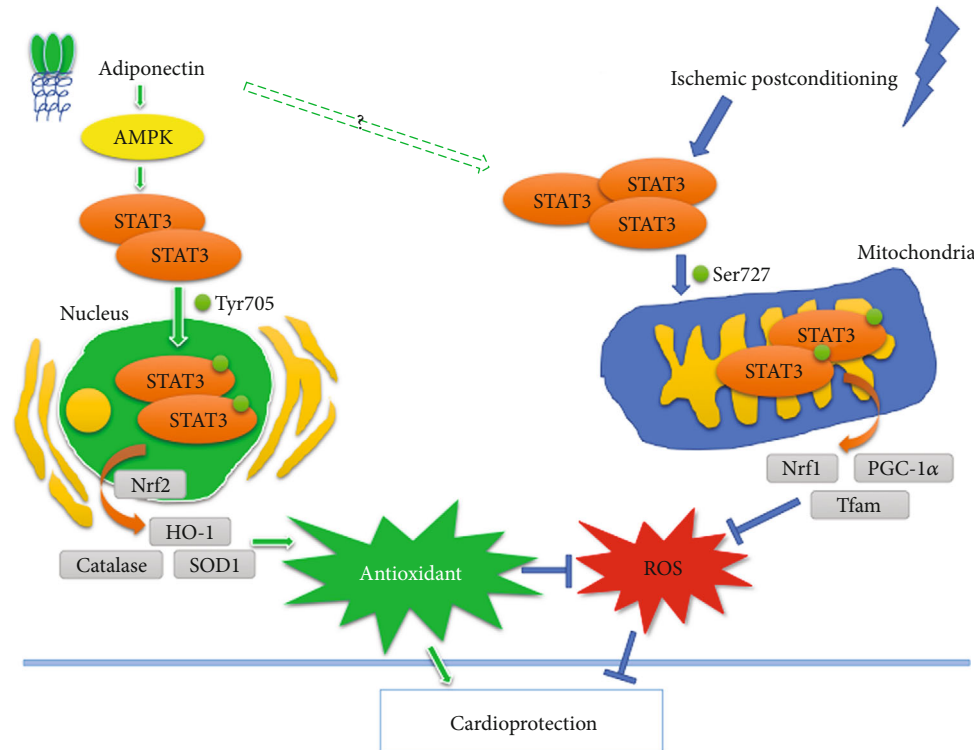 Adiponectin
Ischemic postconditioning
?
AMPK
STAT3
STAT3
STAT3
STAT3
STAT3
Ser727
Mitochondria
Tyr705
Nucleus
STAT3
STAT3
STAT3
STAT3
Nrf2
Nrf1
PGC-1α
Tfam
HO-1
Catalase
SOD1
Antioxidant
ROS
Cardioprotection